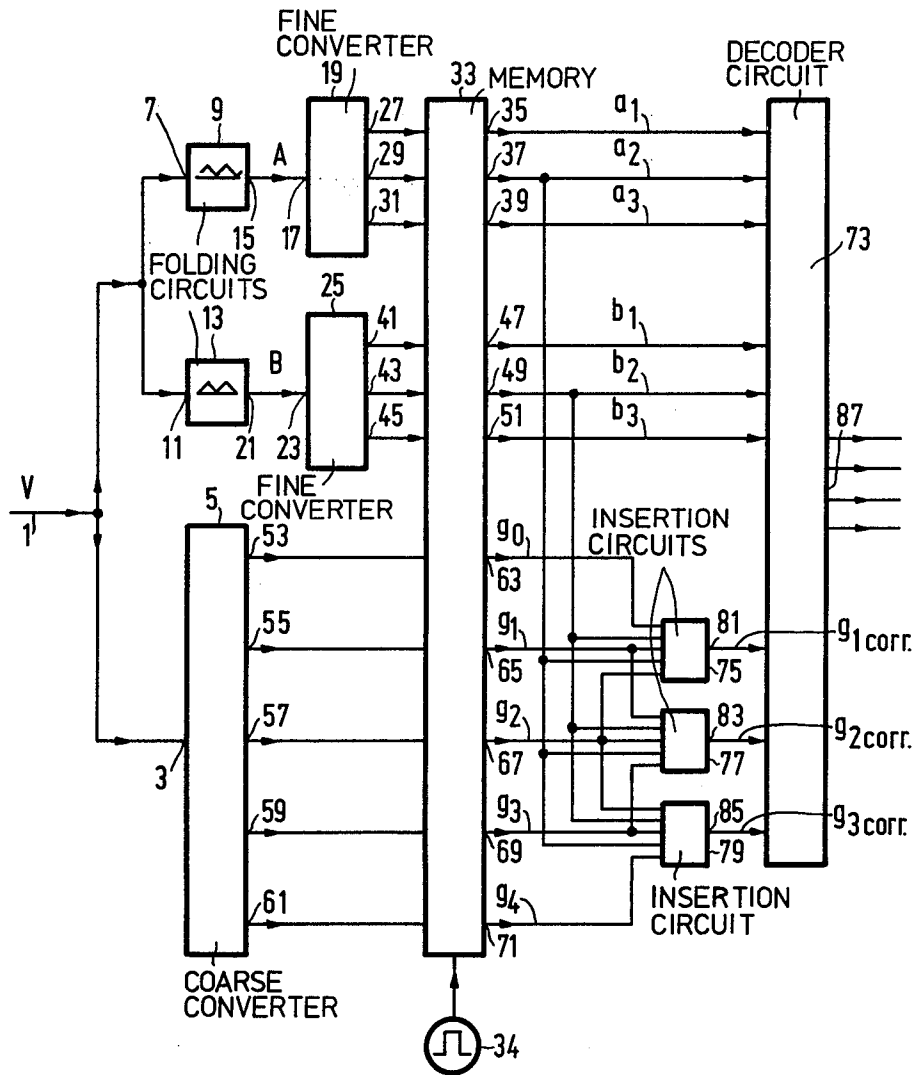 FINE
CONVERTER
19
33
MEMORY
DECODER
CIRCUIT
7
9
A
15
17
27
29
31
35
37
39
a1
a2
a3
73
FOLDING
CIRCUITS
13
25
11
B
21
23
41
43
45
47
49
51
b1
b2
b3
87
FINE
CONVERTER
V
1
5
53
55
57
59
61
3
g0
63
g1
65
g2
67
g3
69
g4
71
INSERTION
CIRCUITS
81
75
g1corr.
83
77
g2corr.
85
79
g3corr.
INSERTION
CIRCUIT
COARSE
CONVERTER
34